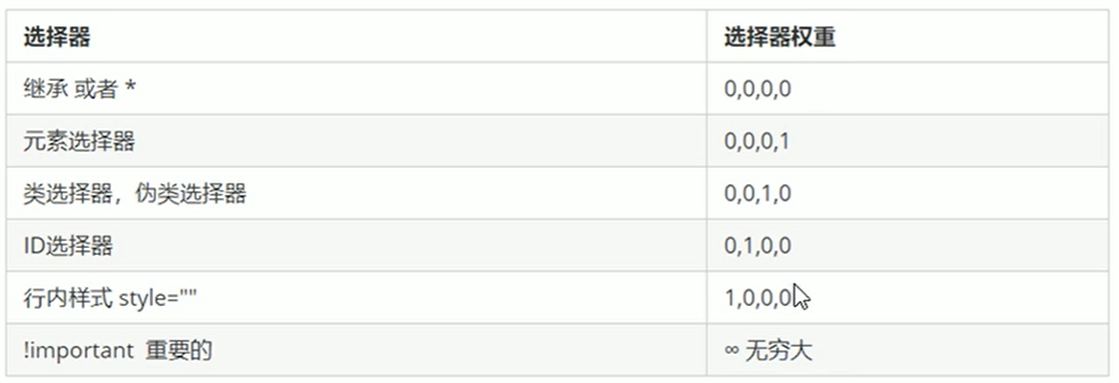 选择器 选择器权重
继承 或者 * 0,0,0,0
元素选择器 0,0,0,1
类选择器，伪类选择器 0,0,1,0
ID选择器 0,1,0,0
行内样式 style="" 1,0,0,0
!important 重要的 ∞ 无穷大